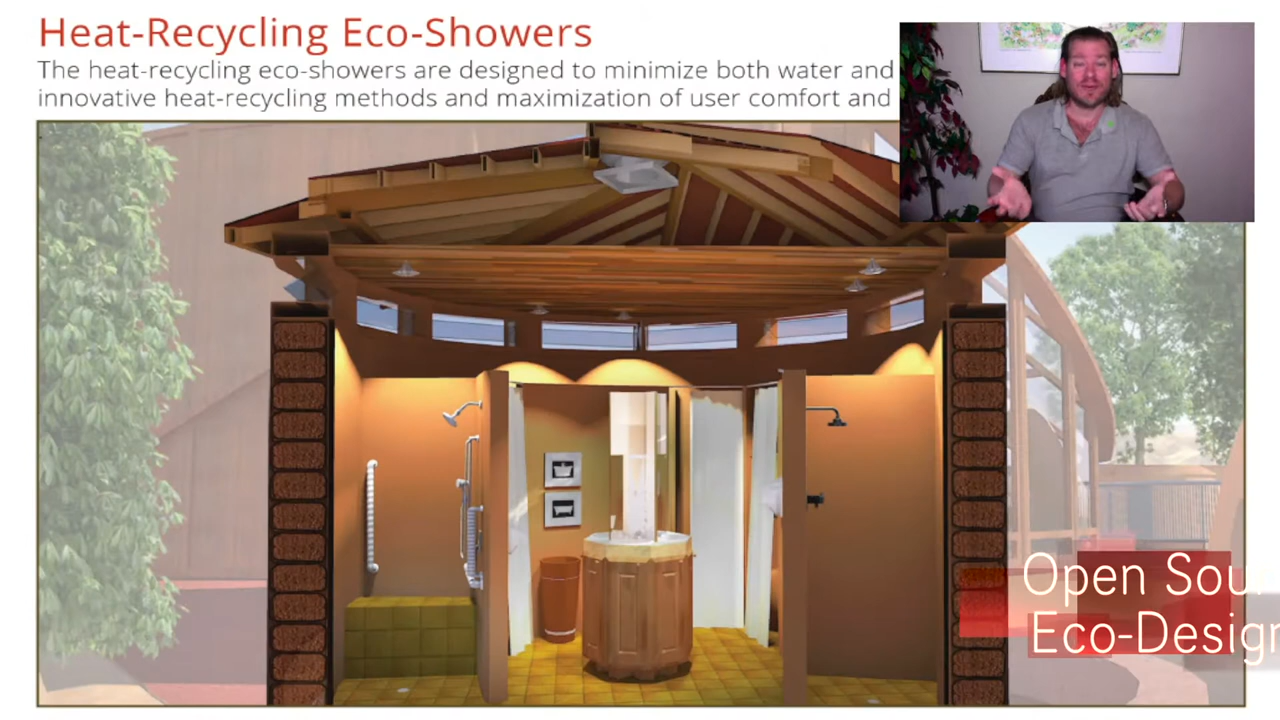 Heat-Recycling Eco-Showers
The heat-recycling eco-showers are designed to minimize both water and
innovative heat-recycling methods and maximization of user comfort and
Open Sou
Eco-Design